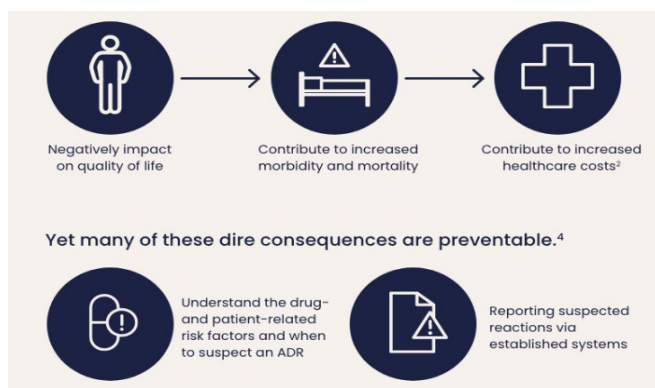 Negatively impact
on quality of life
Contribute to increased
morbidity and mortality
Contribute to increased
healthcare costs²
Yet many of these dire consequences are preventable.⁴
Understand the drug-
and patient-related
risk factors and when
to suspect an ADR
Reporting suspected
reactions via
established systems